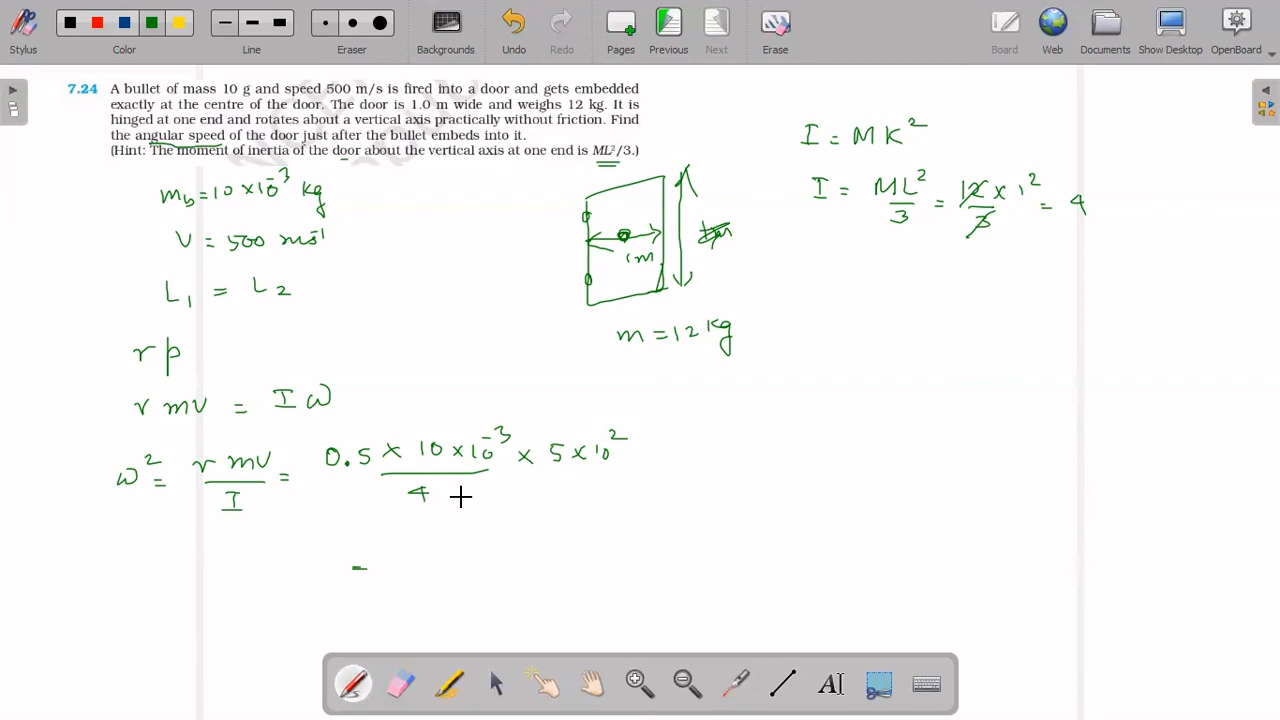 Stylus Color Line Eraser Backgrounds Undo Redo Pages Previous Next Erase Board Web Documents Show Desktop OpenBoard
7.24 A bullet of mass 10 g and speed 500 m/s is fired into a door and gets embedded
exactly at the centre of the door. The door is 1.0 m wide and weighs 12 kg. It is
hinged at one end and rotates about a vertical axis practically without friction. Find
the angular speed of the door just after the bullet embeds into it.
(Hint: The moment of inertia of the door about the vertical axis at one end is ML²/3.)
I = MK²
I = ML²/3 = 12 × 1²/3 = 4
m_b = 10 × 10⁻³ kg
V = 500 ms⁻¹
1m
L₁ = L₂
m = 12 kg
r p
r mv = I ω
ω² = r mv/I = 0.5 × 10 × 10⁻³ × 5 × 10²/4
=
AI